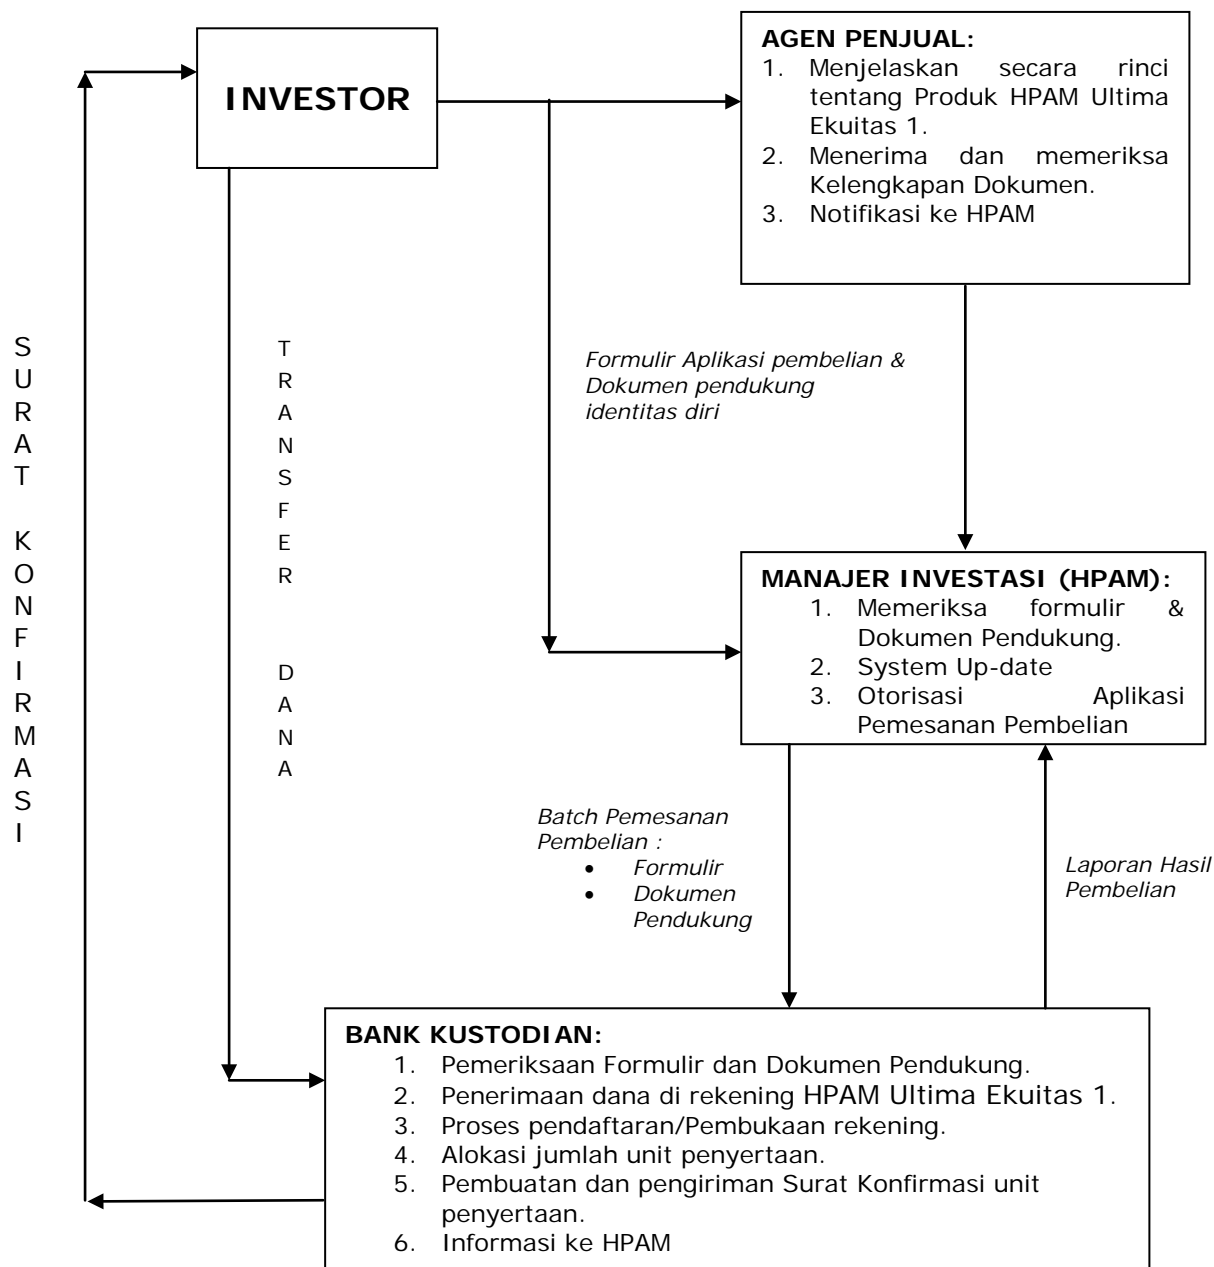 INVESTOR
AGEN PENJUAL:
1. Menjelaskan secara rinci
tentang Produk HPAM Ultima
Ekuitas 1.
2. Menerima dan memeriksa
Kelengkapan Dokumen.
3. Notifikasi ke HPAM
SURAT KONFIRMASI
TRANSFER DANA
Formulir Aplikasi pembelian &
Dokumen pendukung
identitas diri
MANAJER INVESTASI (HPAM):
1. Memeriksa formulir &
Dokumen Pendukung.
2. System Up-date
3. Otorisasi Aplikasi
Pemesanan Pembelian
Batch Pemesanan
Pembelian :
• Formulir
• Dokumen
Pendukung
Laporan Hasil
Pembelian
BANK KUSTODIAN:
1. Pemeriksaan Formulir dan Dokumen Pendukung.
2. Penerimaan dana di rekening HPAM Ultima Ekuitas 1.
3. Proses pendaftaran/Pembukaan rekening.
4. Alokasi jumlah unit penyertaan.
5. Pembuatan dan pengiriman Surat Konfirmasi unit
penyertaan.
6. Informasi ke HPAM